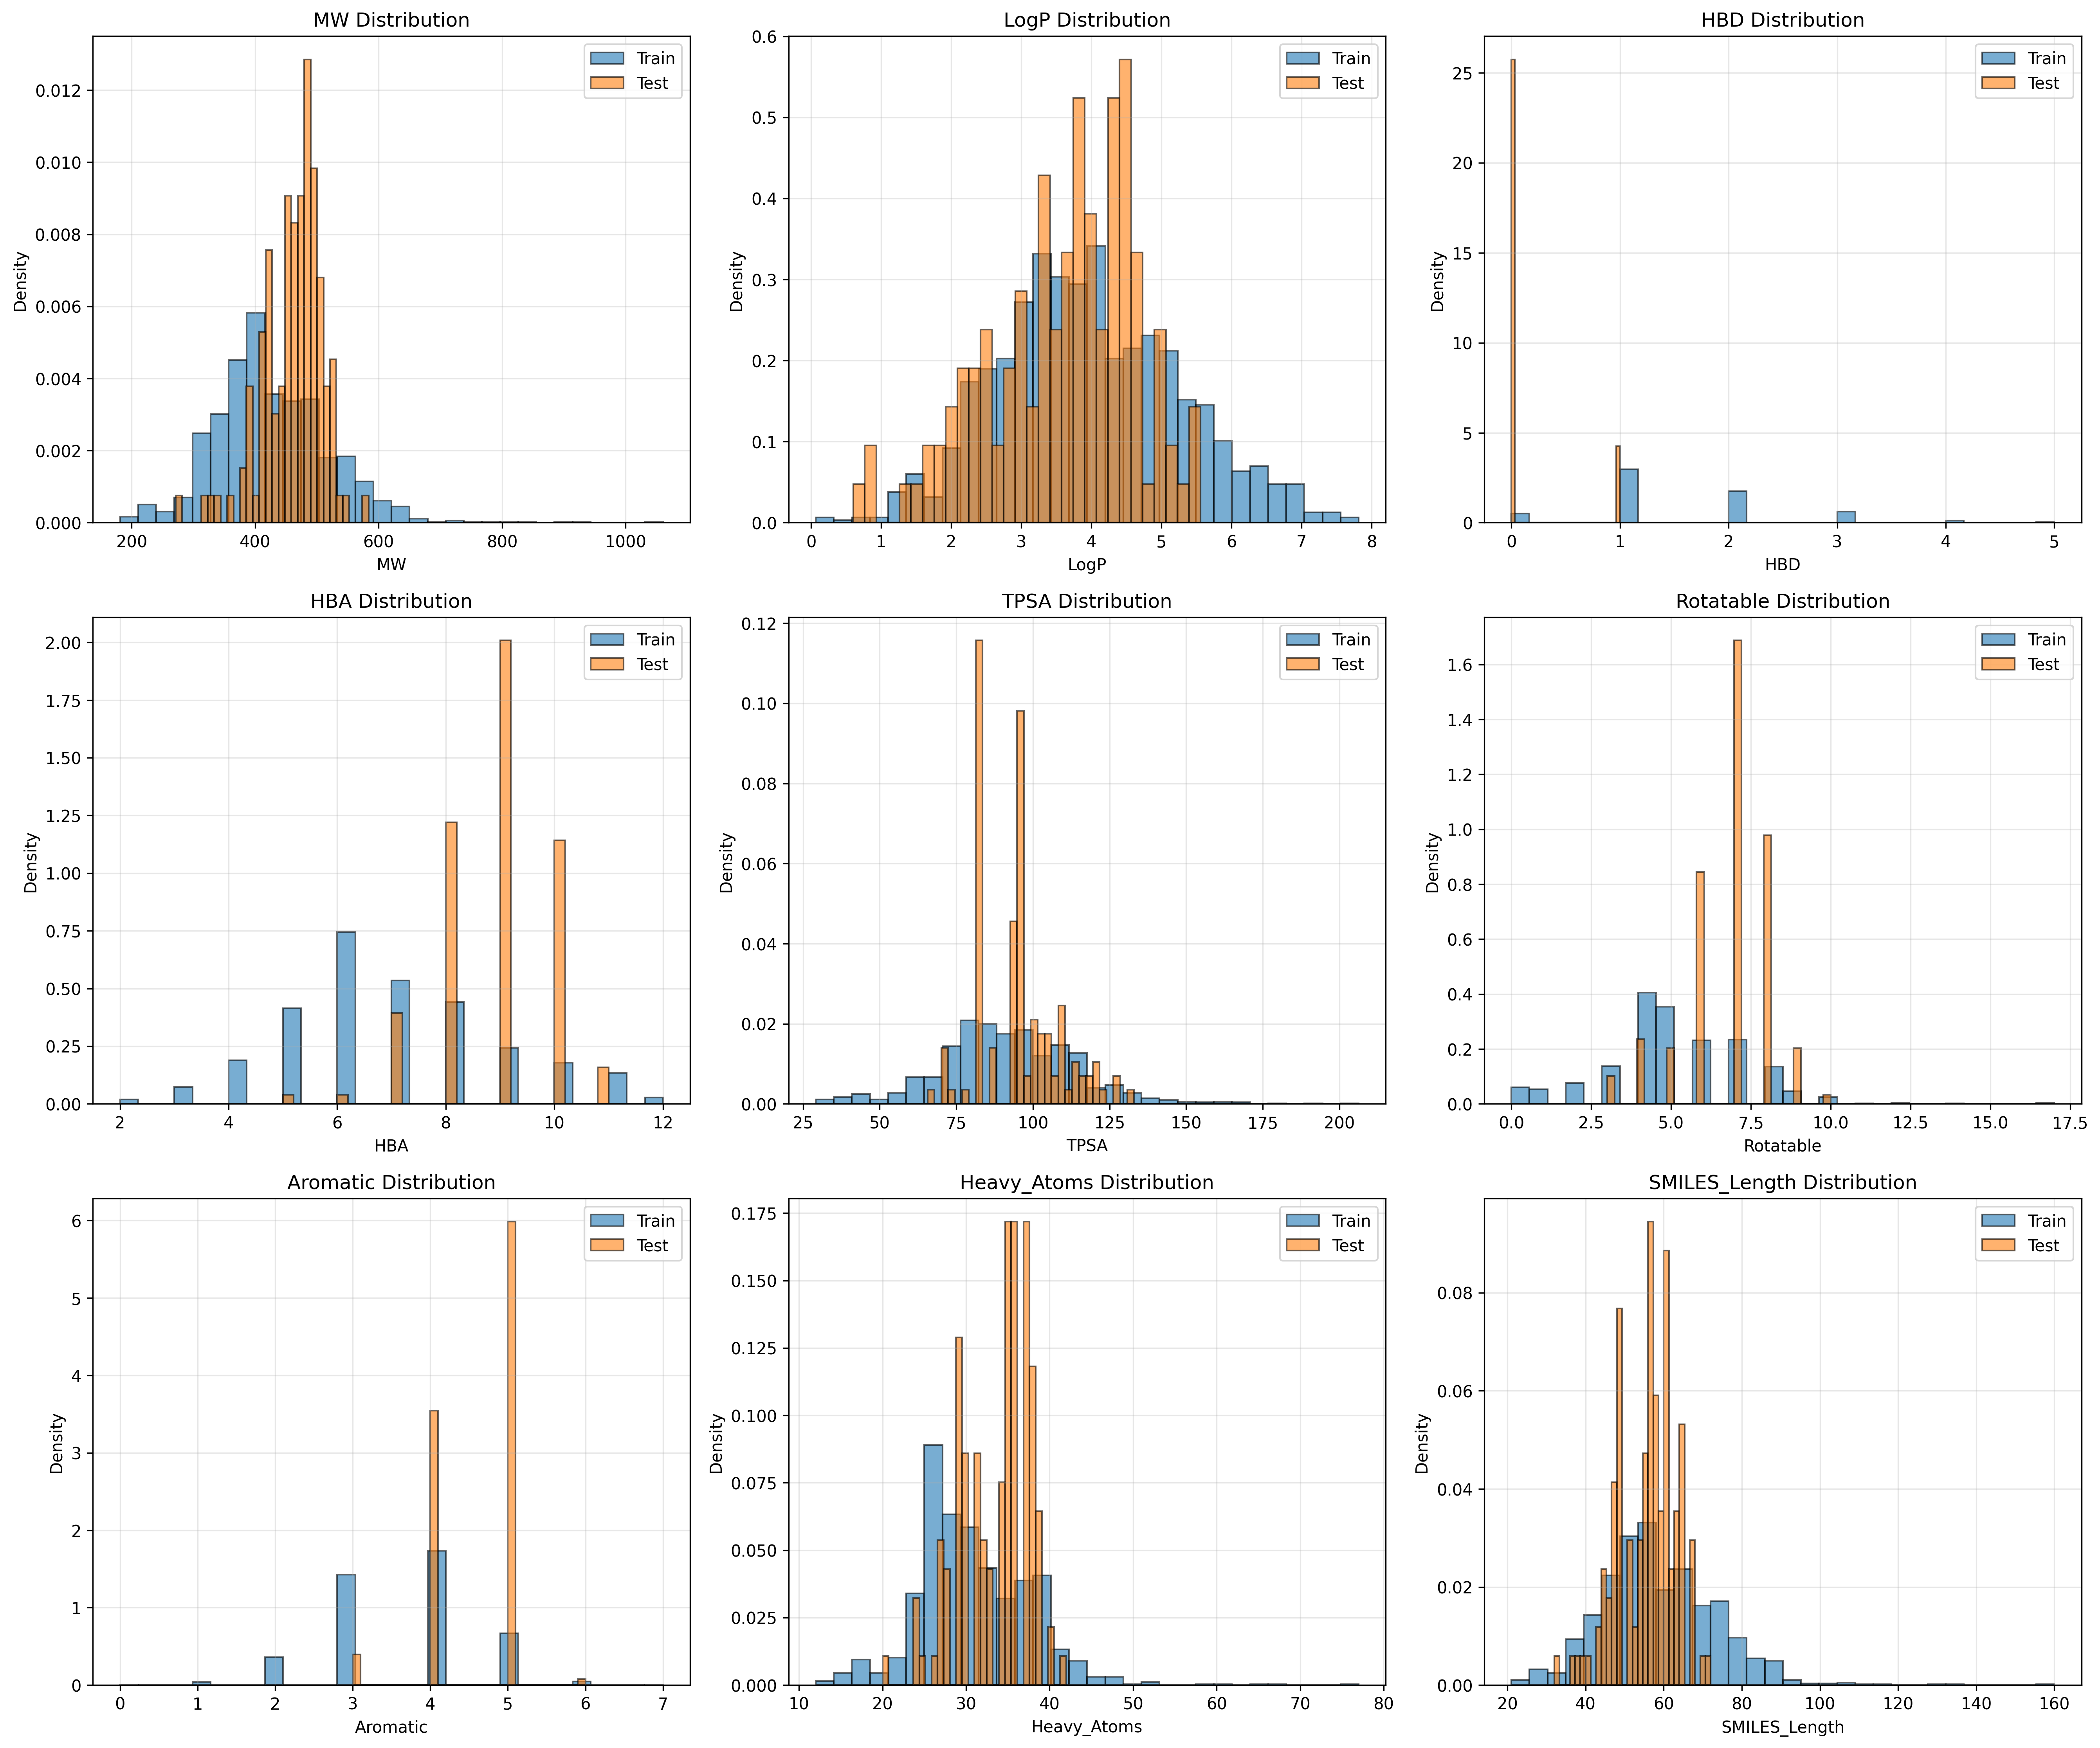 MW Distribution
Train
Test
0.012
0.010
0.008
0.006
0.004
0.002
0.000
Density
200
400
600
800
1000
MW
LogP Distribution
Train
Test
0.6
0.5
0.4
0.3
0.2
0.1
0.0
Density
0
1
2
3
4
5
6
7
8
LogP
HBD Distribution
Train
Test
25
20
15
10
5
0
Density
0
1
2
3
4
5
HBD
HBA Distribution
Train
Test
2.00
1.75
1.50
1.25
1.00
0.75
0.50
0.25
0.00
Density
2
4
6
8
10
12
HBA
TPSA Distribution
Train
Test
0.12
0.10
0.08
0.06
0.04
0.02
0.00
Density
25
50
75
100
125
150
175
200
TPSA
Rotatable Distribution
Train
Test
1.6
1.4
1.2
1.0
0.8
0.6
0.4
0.2
0.0
Density
0.0
2.5
5.0
7.5
10.0
12.5
15.0
17.5
Rotatable
Aromatic Distribution
Train
Test
6
5
4
3
2
1
0
Density
0
1
2
3
4
5
6
7
Aromatic
Heavy_Atoms Distribution
Train
Test
0.175
0.150
0.125
0.100
0.075
0.050
0.025
0.000
Density
10
20
30
40
50
60
70
80
Heavy_Atoms
SMILES_Length Distribution
Train
Test
0.08
0.06
0.04
0.02
0.00
Density
20
40
60
80
100
120
140
160
SMILES_Length